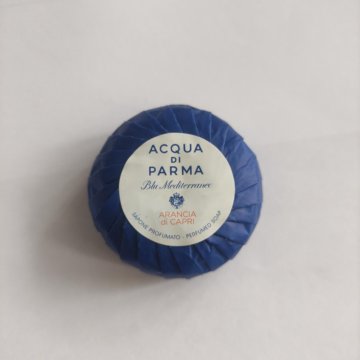 ACQUA
DI
PARMA
Blu Mediterraneo
ARANCIA
di CAPRI
SAPONE PROFUMATO - PERFUMED SOAP